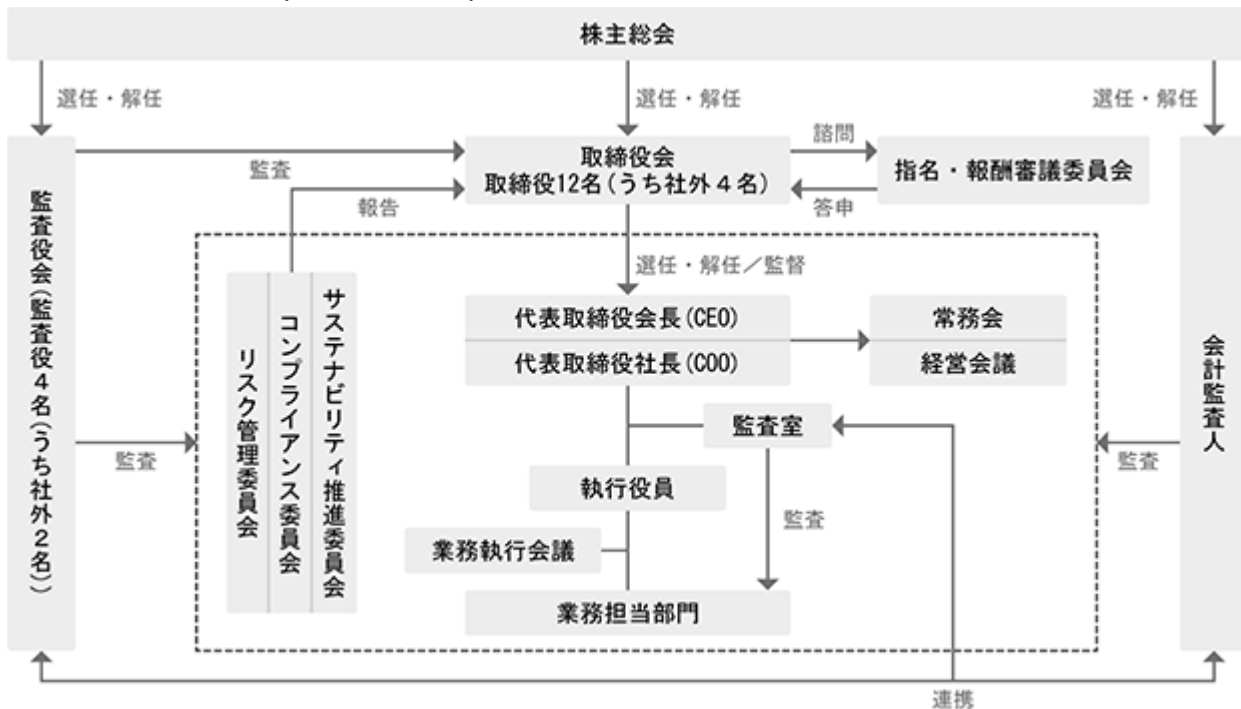 株主総会
選任・解任
選任・解任
選任・解任
監査役会(監査役4名(うち社外2名))
監査
報告
取締役会
取締役12名(うち社外４名)
諮問
答申
指名・報酬審議委員会
会計監査人
選任・解任／監督
サステナビリティ推進委員会
コンプライアンス委員会
リスク管理委員会
代表取締役会長(CEO)
代表取締役社長(COO)
常務会
経営会議
監査室
監査
監査
執行役員
監査
業務執行会議
業務担当部門
連携